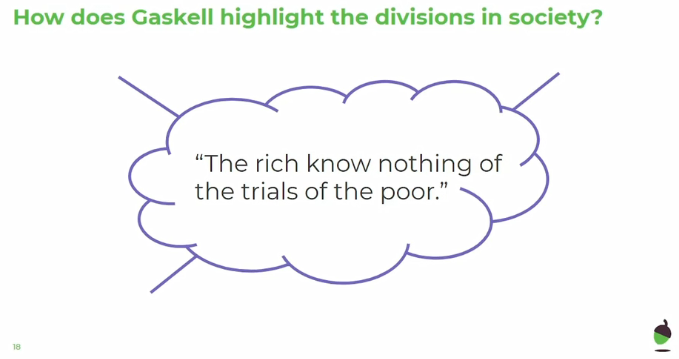 How does Gaskell highlight the divisions in society?
“The rich know nothing of
the trials of the poor.”
18